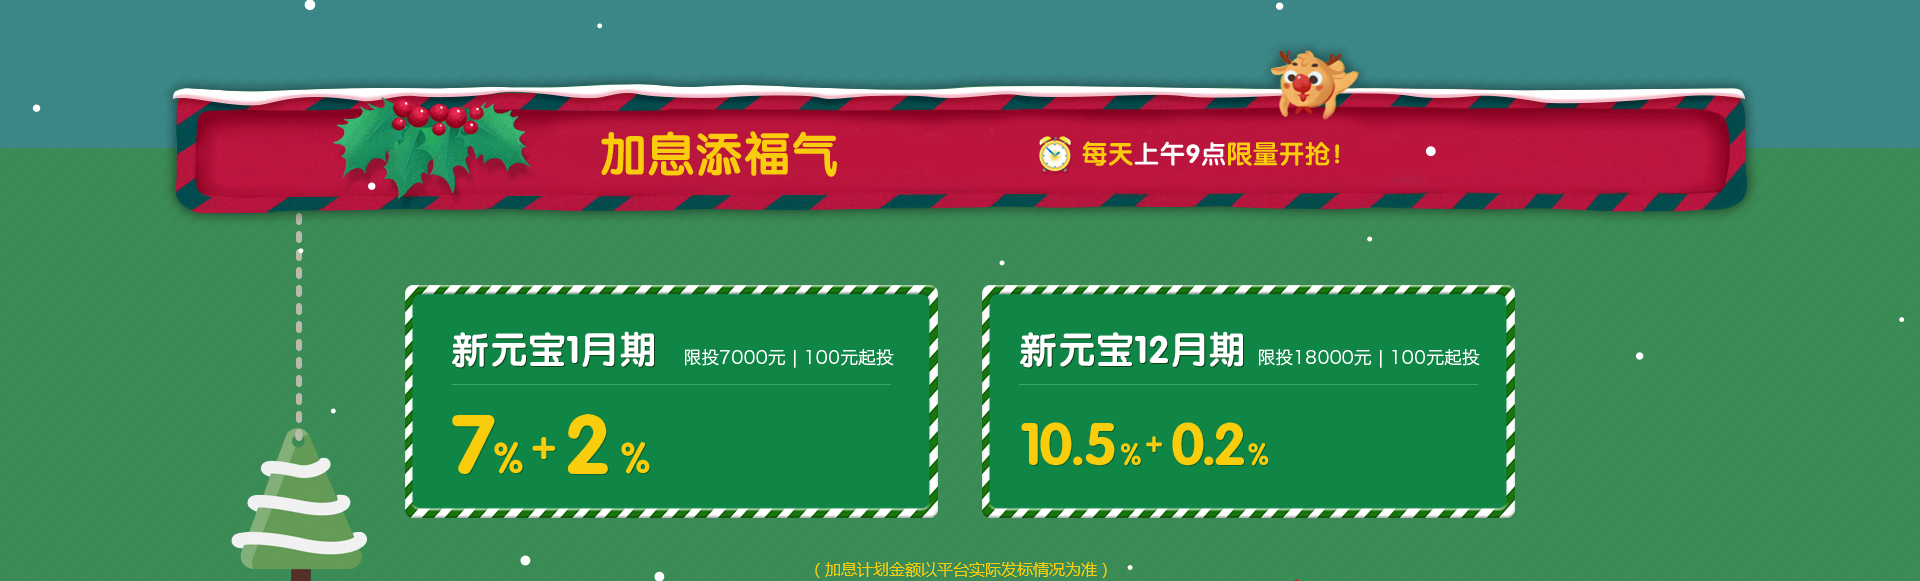 加息添福气
每天上午9点限量开抢！
新元宝1月期 限投7000元 | 100元起投
7% + 2 %
新元宝12月期 限投18000元 | 100元起投
10.5% + 0.2%
（ 加息计划金额以平台实际发标情况为准 ）